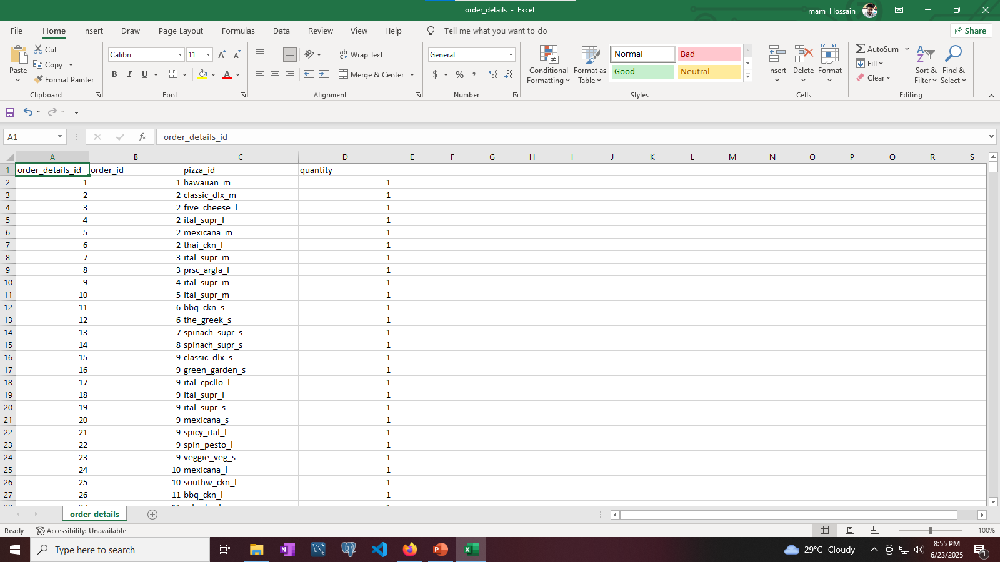 order_details - Excel
Imam Hossain
File Home Insert Draw Page Layout Formulas Data Review View Help Tell me what you want to do Share
Paste
Cut
Copy
Format Painter
Clipboard
Calibri 11
B I U
Font
Wrap Text
Merge & Center
Alignment
General
$ % ,
Number
Conditional Formatting
Format as Table
Normal Bad
Good Neutral
Styles
Insert Delete Format
Cells
AutoSum
Fill
Clear
Sort & Filter
Find & Select
Editing
A1 fx order_details_id
A B C D E F G H I J K L M N O P Q R S
1 order_details_id order_id pizza_id quantity
2 1 1 hawaiian_m 1
3 2 2 classic_dlx_m 1
4 3 2 five_cheese_l 1
5 4 2 ital_supr_l 1
6 5 2 mexicana_m 1
7 6 2 thai_ckn_l 1
8 7 3 ital_supr_m 1
9 8 3 prsc_argla_l 1
10 9 4 ital_supr_m 1
11 10 5 ital_supr_m 1
12 11 6 bbq_ckn_s 1
13 12 6 the_greek_s 1
14 13 7 spinach_supr_s 1
15 14 8 spinach_supr_s 1
16 15 9 classic_dlx_s 1
17 16 9 green_garden_s 1
18 17 9 ital_cpcllo_l 1
19 18 9 ital_supr_l 1
20 19 9 ital_supr_s 1
21 20 9 mexicana_s 1
22 21 9 spicy_ital_l 1
23 22 9 spin_pesto_l 1
24 23 9 veggie_veg_s 1
25 24 10 mexicana_l 1
26 25 10 southw_ckn_l 1
27 26 11 bbq_ckn_l 1
order_details
Ready Accessibility: Unavailable 100%
Type here to search
29°C Cloudy
8:55 PM
6/23/2025
1